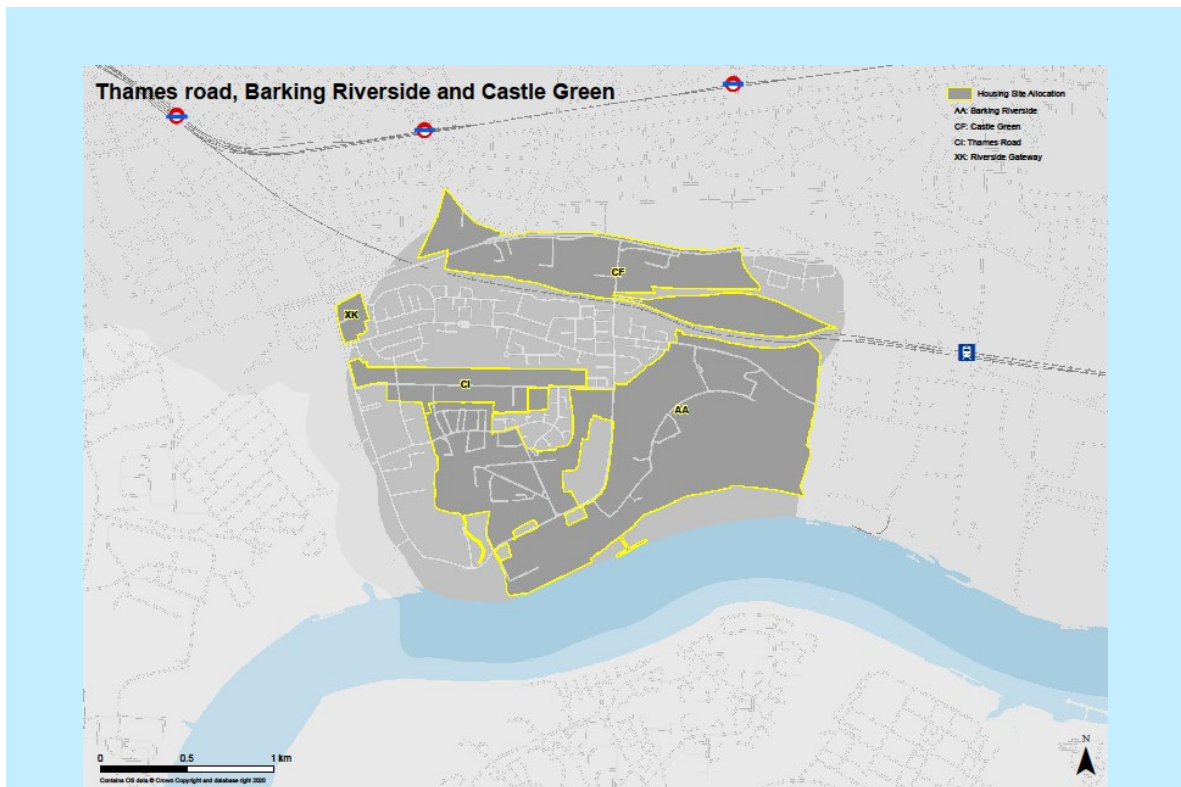 Thames road, Barking Riverside and Castle Green
Housing Site Allocation
AA: Barking Riverside
CF: Castle Green
CI: Thames Road
XK: Riverside Gateway
CF
XK
CI
AA
0 0.5 1 km
Contains OS data © Crown Copyright and database right 2020
N